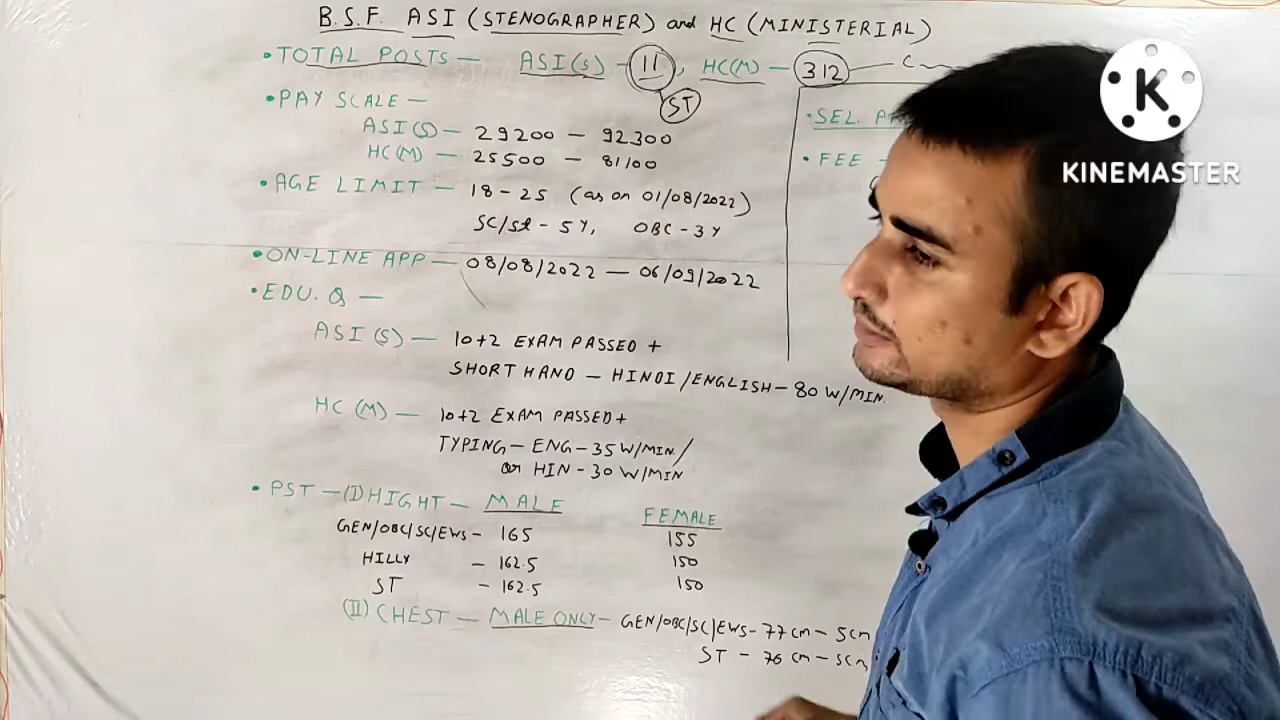 B.S.F. ASI (STENOGRAPHER) and HC (MINISTERIAL)
• TOTAL POSTS — ASI(S) - 11, HC(M) — 312 — C
ST
• PAY SCALE —
ASI(S) — 29200 — 92300
HC(M) — 25500 — 81100
• AGE LIMIT — 18-25 (as on 01/08/2022)
SC/St - 5Y, OBC - 3Y
• ON-LINE APP — 08/08/2022 — 06/09/2022
• EDU. Q —
ASI (S) — 10+2 EXAM PASSED +
SHORT HAND — HINDI/ENGLISH - 80 W/MIN.
HC (M) — 10+2 EXAM PASSED +
TYPING — ENG - 35 W/MIN/
or HIN - 30 W/MIN
• PST — (I) HIGHT — MALE FEMALE
GEN/OBC/SC/EWS - 165 155
HILLY - 162.5 150
ST - 162.5 150
(II) CHEST — MALE ONLY — GEN/OBC/SC/EWS - 77 cm - 5cm
ST - 76 cm - 5cm
• SEL.
• FEE -
K
KINEMASTER